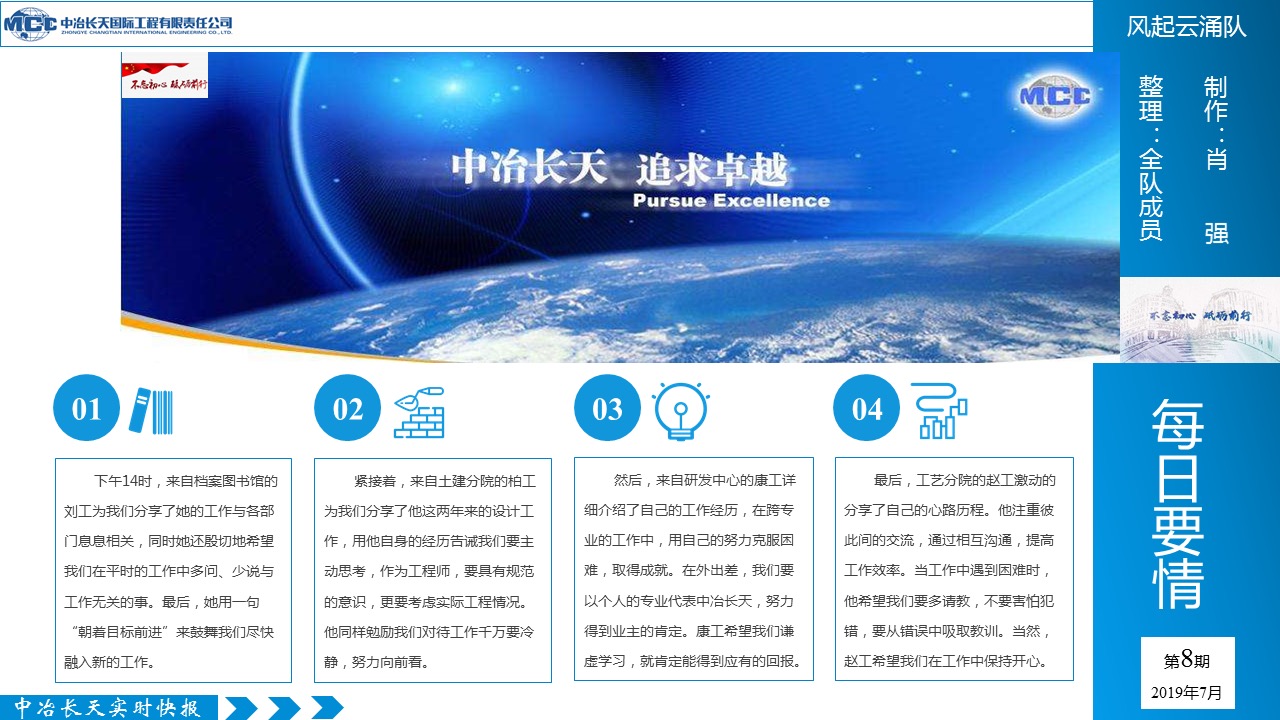 MCC 中冶长天国际工程有限责任公司
ZHONGYE CHANGTIAN INTERNATIONAL ENGINEERING CO.,LTD.
不忘初心 砥砺前行
MCC
中冶长天 追求卓越
Pursue Excellence
风起云涌队
制作：肖 强
整理：全队成员
不忘初心 砥砺前行
每日要情
第8期
2019年7月
01
下午14时，来自档案图书馆的
刘工为我们分享了她的工作与各部
门息息相关，同时她还殷切地希望
我们在平时的工作中多问、少说与
工作无关的事。最后，她用一句
“朝着目标前进”来鼓舞我们尽快
融入新的工作。
02
紧接着，来自土建分院的柏工
为我们分享了他这两年来的设计工
作，用他自身的经历告诫我们要主
动思考，作为工程师，要具有规范
的意识，更要考虑实际工程情况。
他同样勉励我们对待工作千万要冷
静，努力向前看。
03
然后，来自研发中心的康工详
细介绍了自己的工作经历，在跨专
业的工作中，用自己的努力克服困
难，取得成就。在外出差，我们要
以个人的专业代表中冶长天，努力
得到业主的肯定。康工希望我们谦
虚学习，就肯定能得到应有的回报。
04
最后，工艺分院的赵工激动的
分享了自己的心路历程。他注重彼
此间的交流，通过相互沟通，提高
工作效率。当工作中遇到困难时，
他希望我们要多请教，不要害怕犯
错，要从错误中吸取教训。当然，
赵工希望我们在工作中保持开心。
中冶长天实时快报